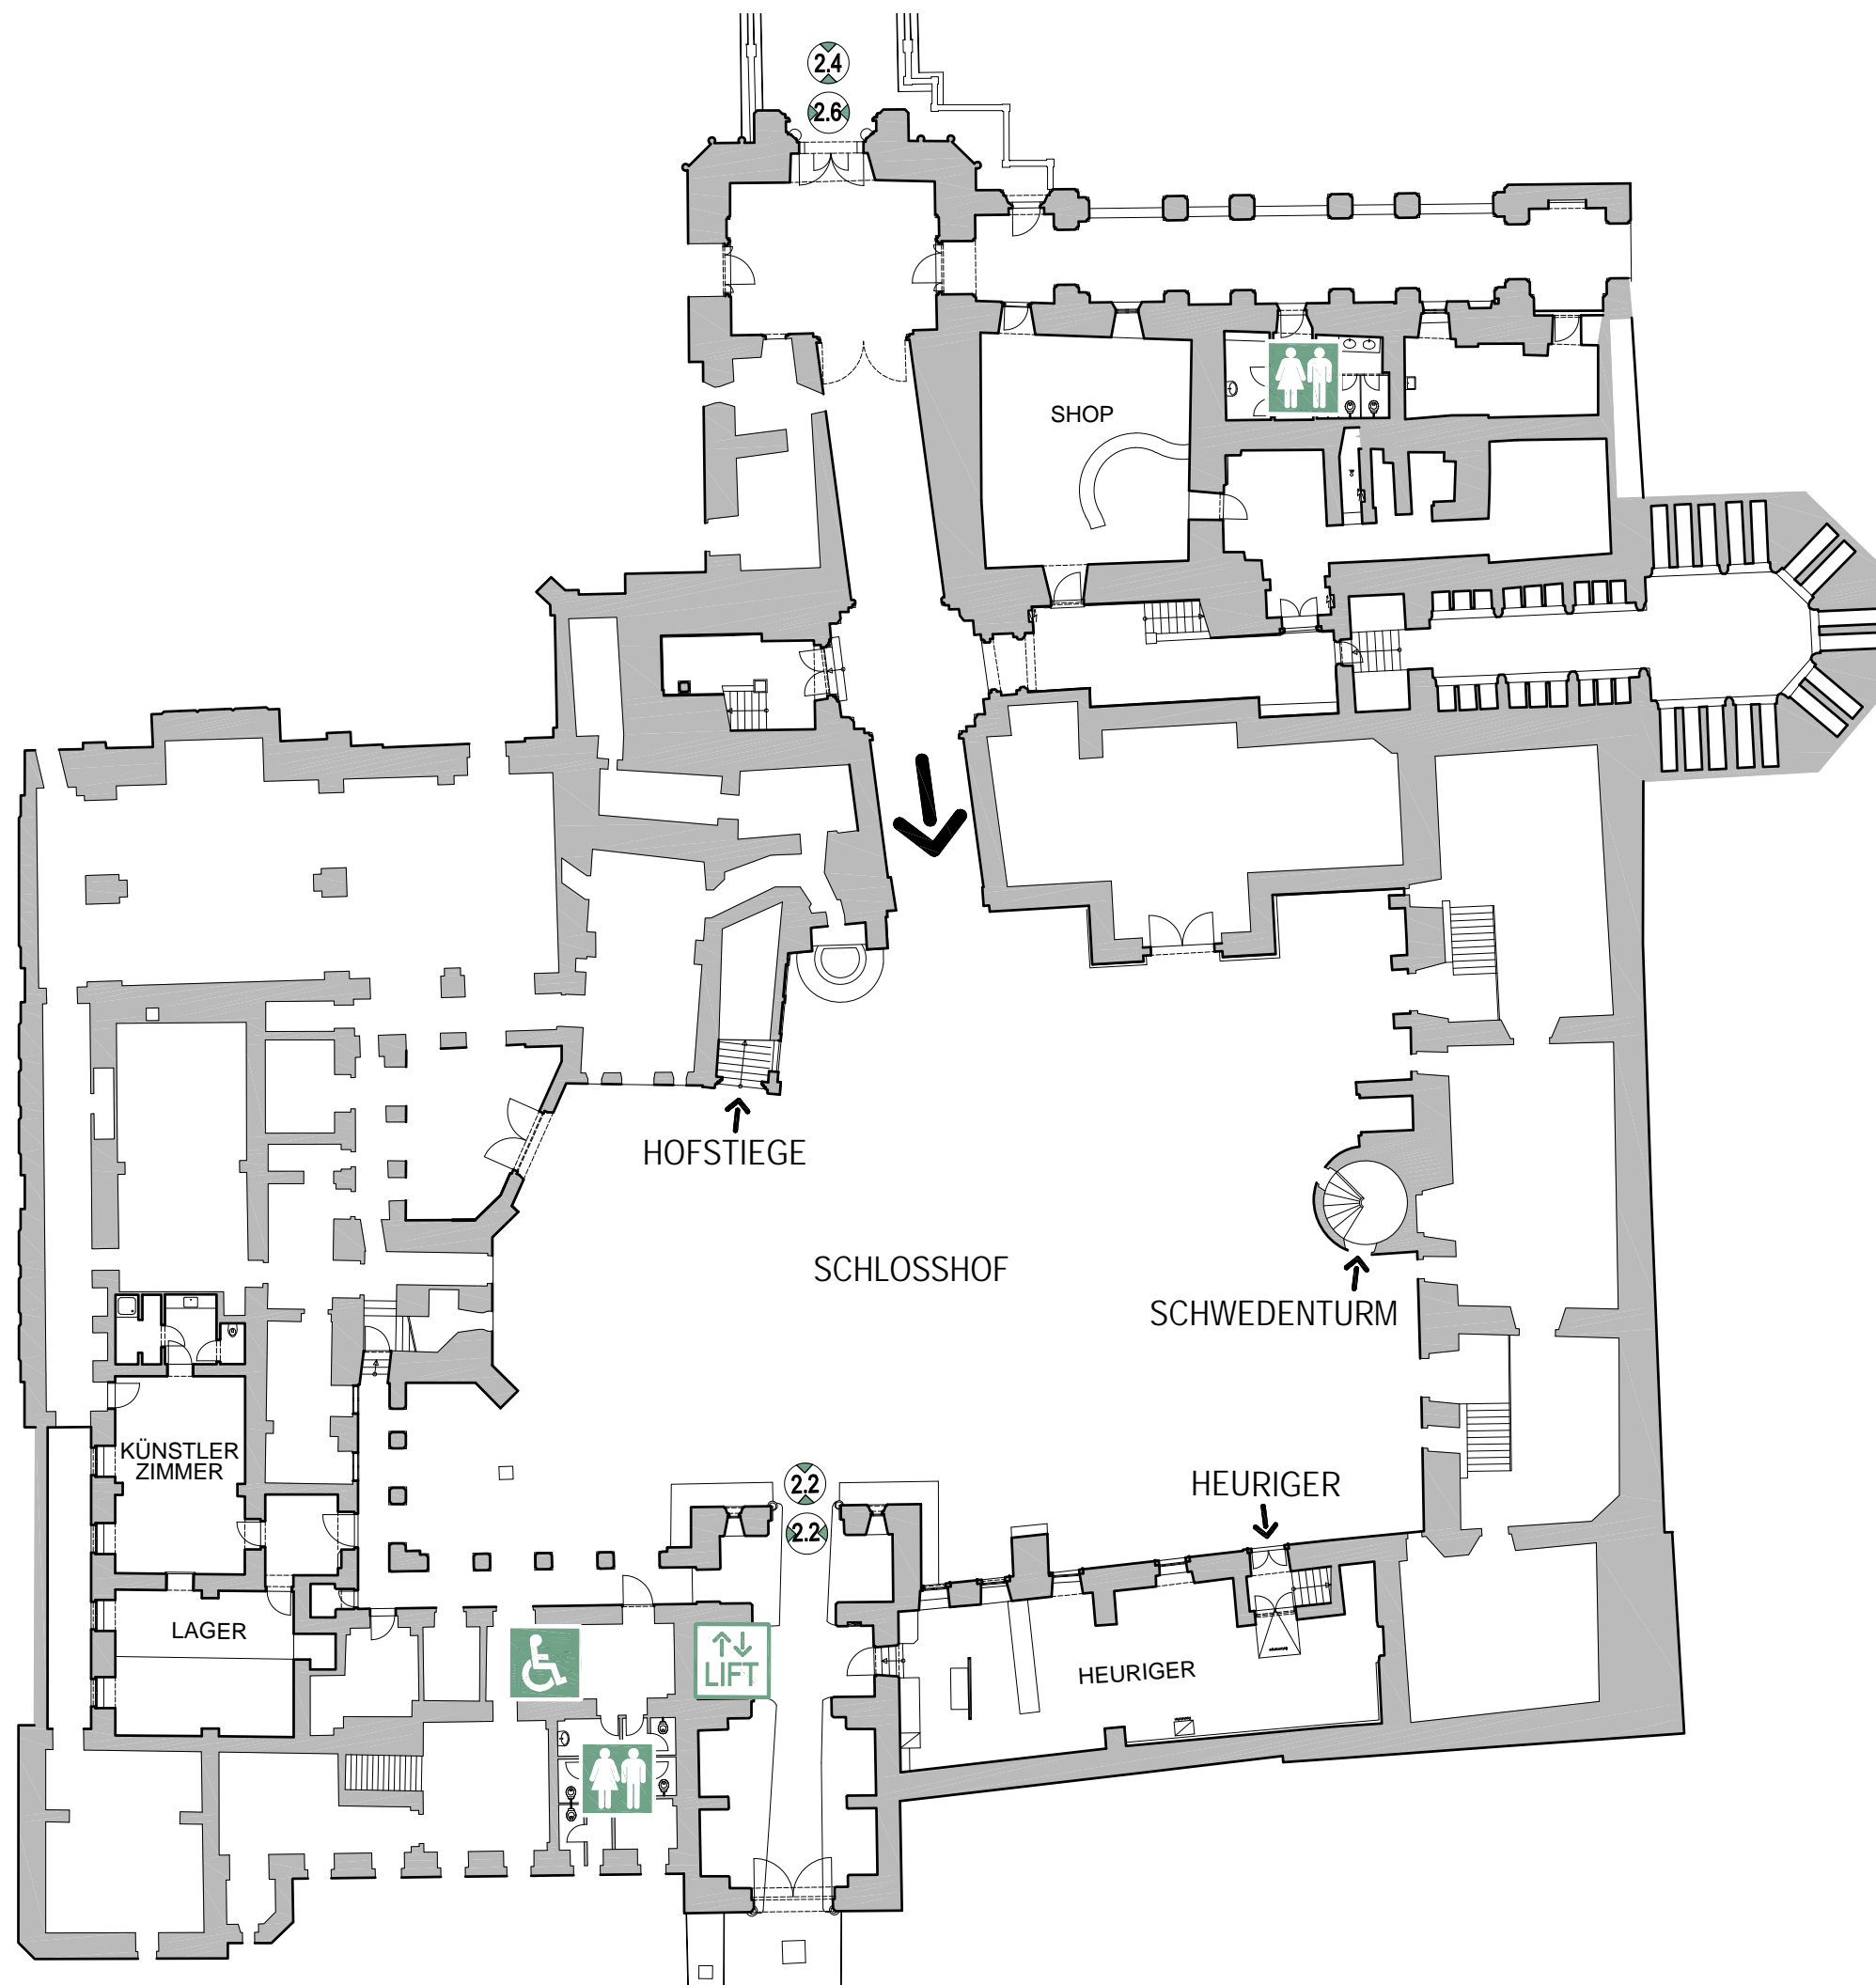 2.4
2.6
SHOP
HOFSTIEGE
SCHLOSSHOF
SCHWEDENTURM
KÜNSTLER
ZIMMER
2.2
2.2
HEURIGER
LAGER
LIFT
HEURIGER